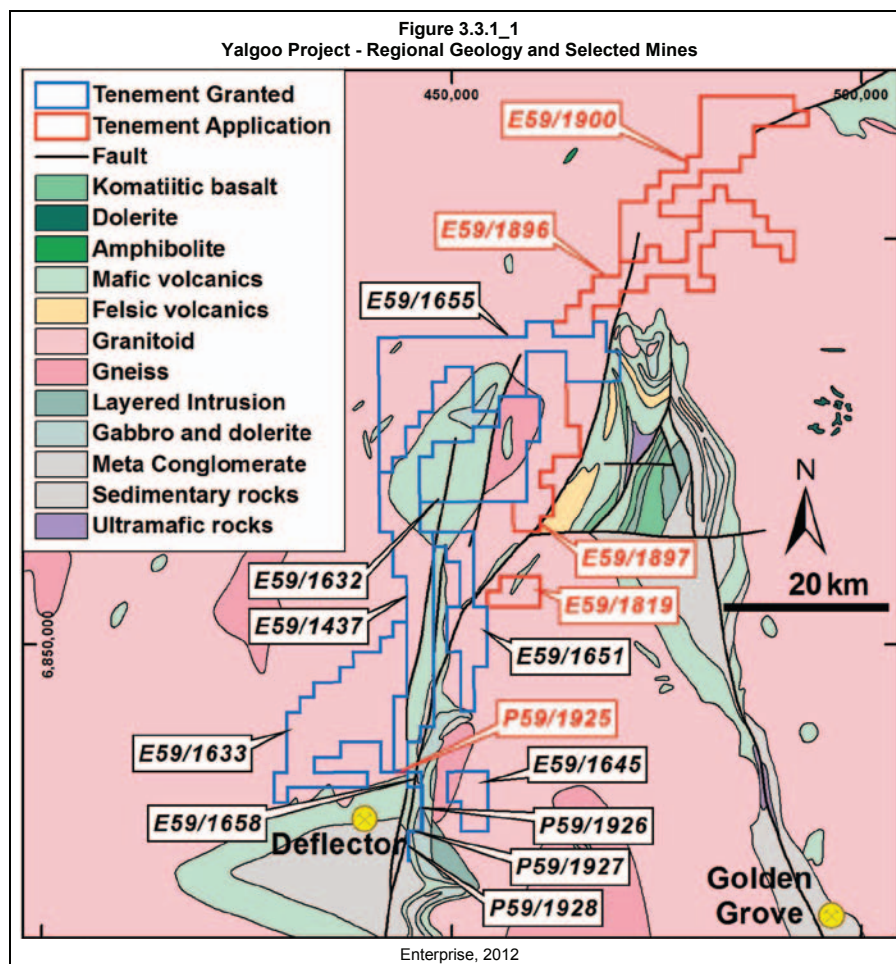 Figure 3.3.1_1
Yalgoo Project - Regional Geology and Selected Mines
450,000
500,000
Tenement Granted
Tenement Application
Fault
Komatiitic basalt
Dolerite
Amphibolite
Mafic volcanics
Felsic volcanics
Granitoid
Gneiss
Layered Intrusion
Gabbro and dolerite
Meta Conglomerate
Sedimentary rocks
Ultramafic rocks
E59/1900
E59/1896
E59/1655
N
20 km
E59/1897
E59/1632
E59/1819
E59/1437
6,850,000
E59/1651
P59/1925
E59/1633
E59/1645
E59/1658
P59/1926
Deflector
P59/1927
P59/1928
Golden
Grove
Enterprise, 2012